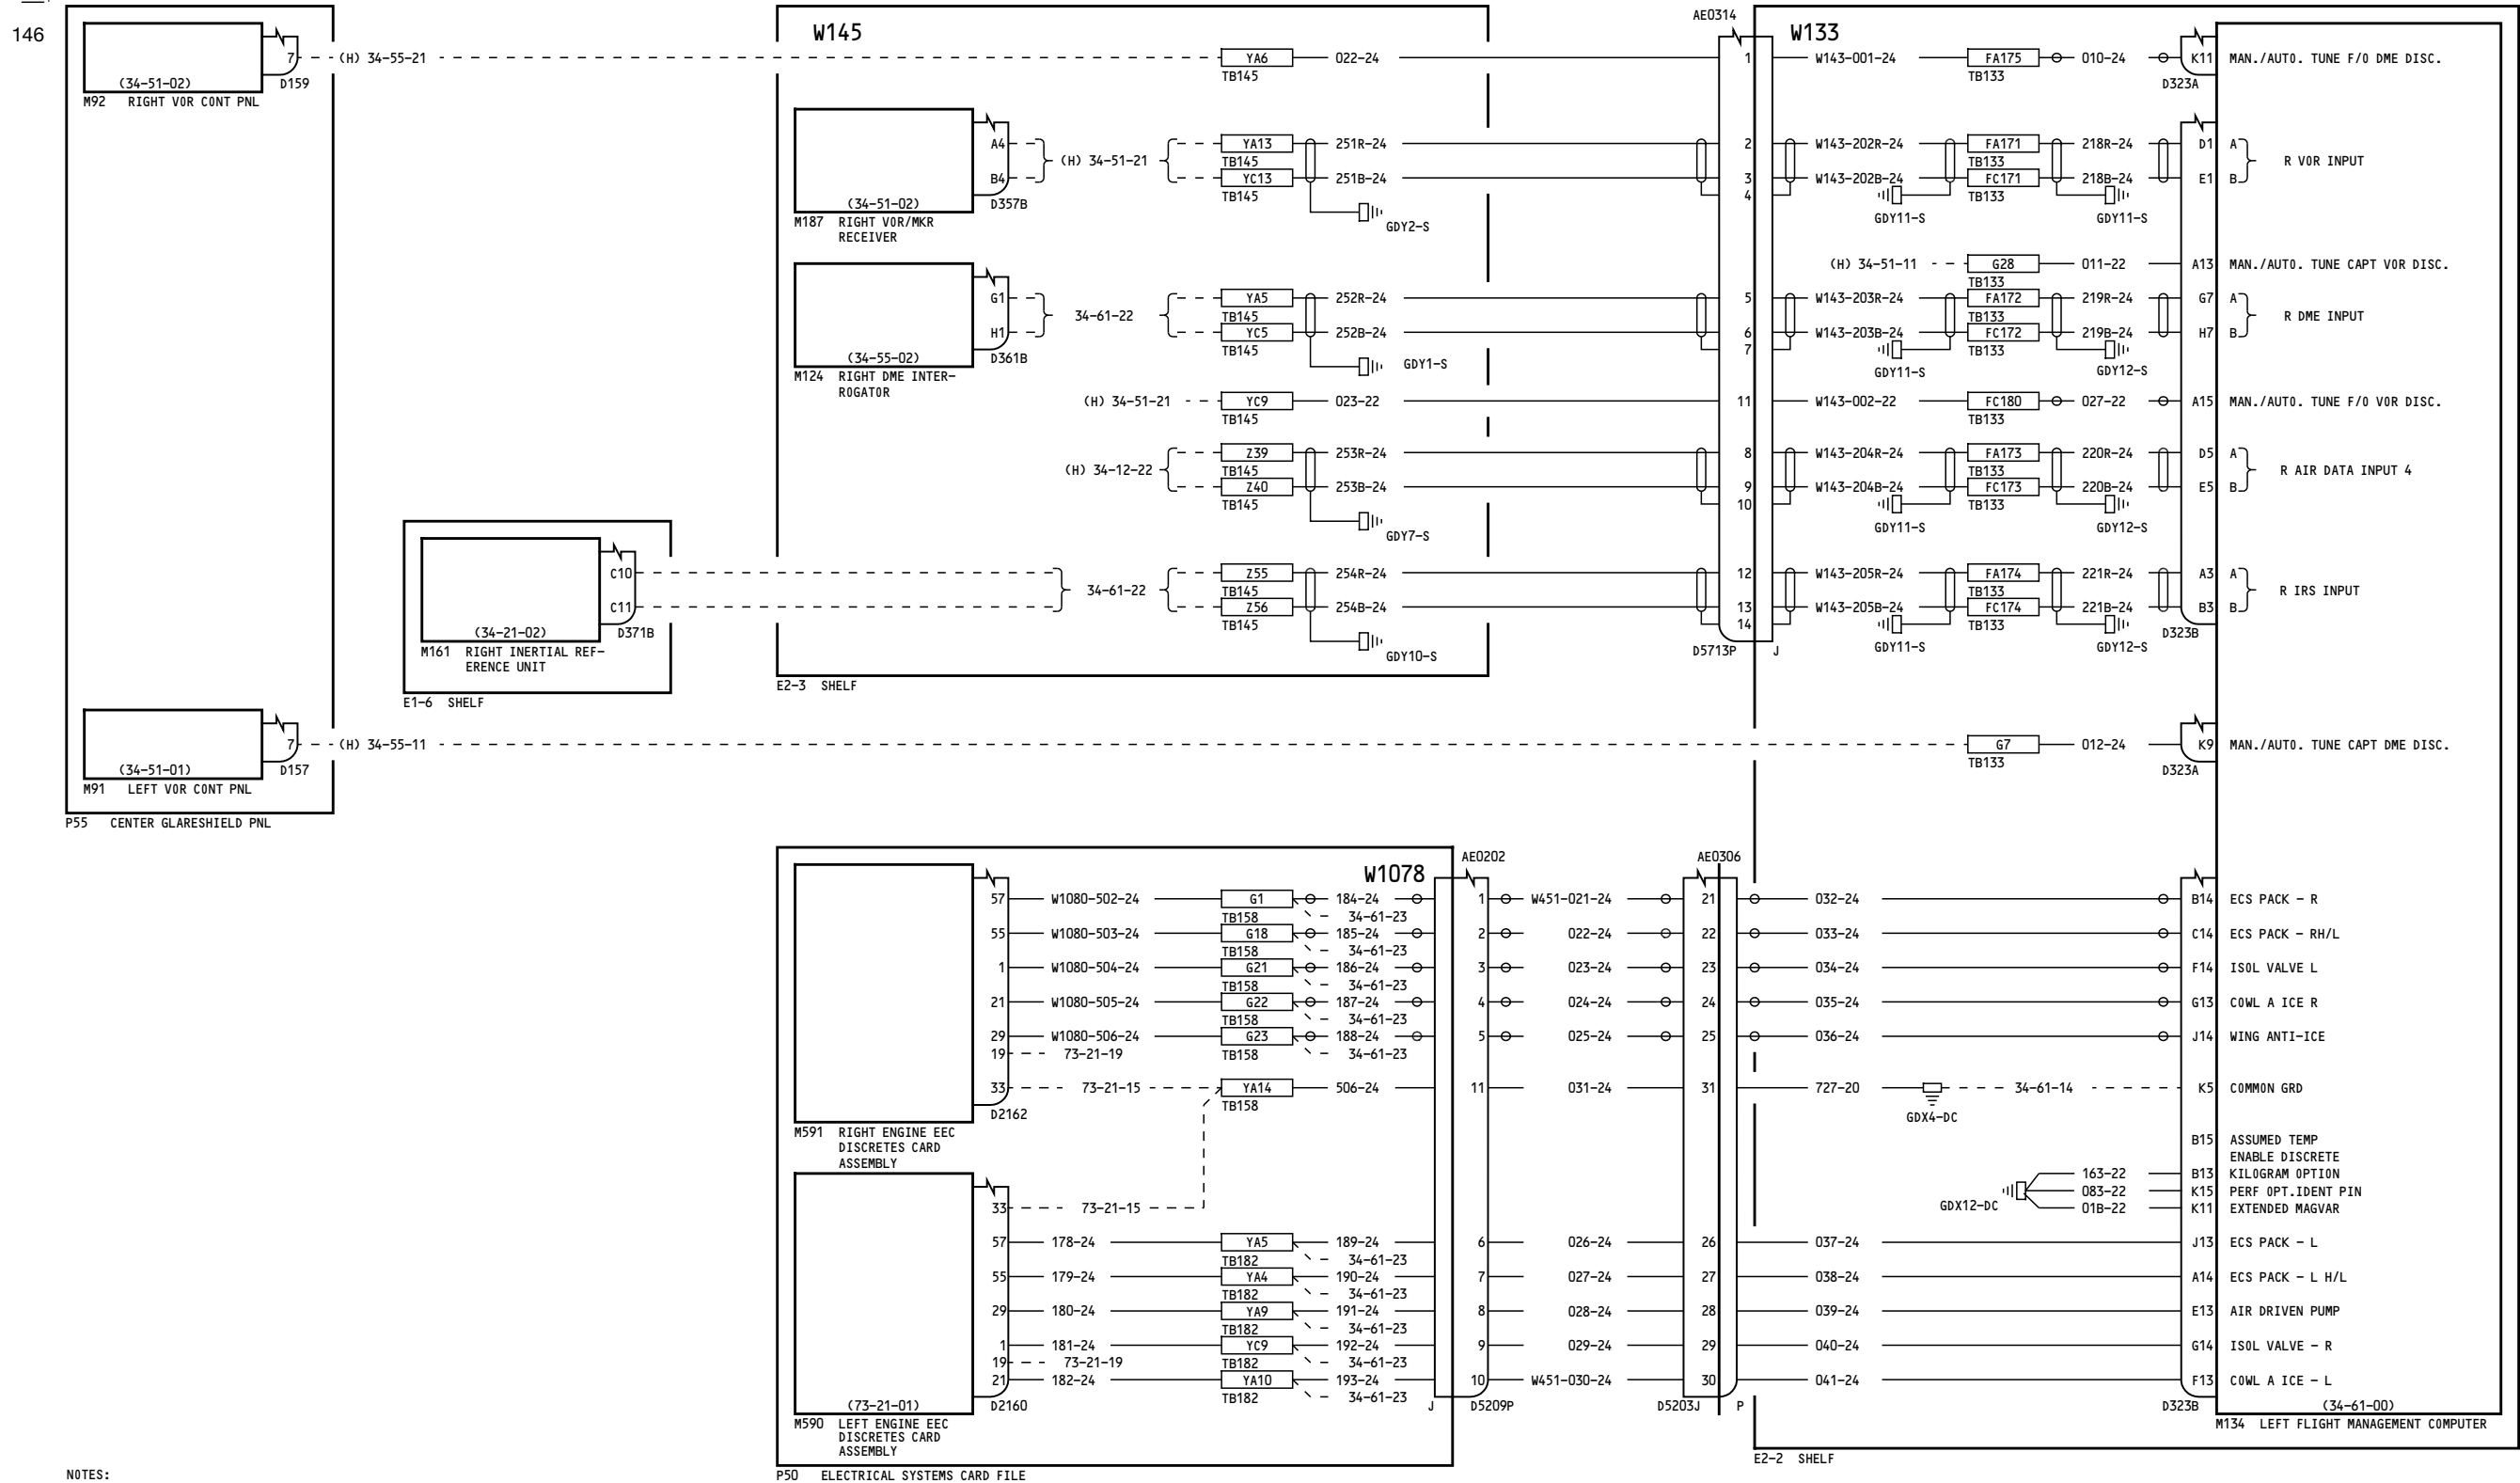 146
W145
AE0314
W133
7 (H) 34-55-21 YA6 022-24 1 W143-001-24 FA175 010-24 K11 MAN./AUTO. TUNE F/O DME DISC.
(34-51-02) D159 TB145 TB133 D323A
M92 RIGHT VOR CONT PNL
A4 YA13 251R-24 2 W143-202R-24 FA171 218R-24 D1 A
(H) 34-51-21 TB145 TB133 R VOR INPUT
B4 YC13 251B-24 3 W143-202B-24 FC171 218B-24 E1 B
(34-51-02) D357B TB145 4 TB133
M187 RIGHT VOR/MKR RECEIVER GDY2-S GDY11-S GDY11-S
(H) 34-51-11 G28 011-22 A13 MAN./AUTO. TUNE CAPT VOR DISC.
TB133
G1 YA5 252R-24 5 W143-203R-24 FA172 219R-24 G7 A
34-61-22 TB145 TB133 R DME INPUT
H1 YC5 252B-24 6 W143-203B-24 FC172 219B-24 H7 B
(34-55-02) D361B TB145 7 TB133
M124 RIGHT DME INTER-
ROGATOR GDY1-S GDY11-S GDY12-S
(H) 34-51-21 YC9 023-22 11 W143-002-22 FC180 027-22 A15 MAN./AUTO. TUNE F/O VOR DISC.
TB145 TB133
Z39 253R-24 8 W143-204R-24 FA173 220R-24 D5 A
(H) 34-12-22 TB145 TB133 R AIR DATA INPUT 4
Z40 253B-24 9 W143-204B-24 FC173 220B-24 E5 B
TB145 10 TB133
GDY7-S GDY11-S GDY12-S
C10 Z55 254R-24 12 W143-205R-24 FA174 221R-24 A3 A
34-61-22 TB145 TB133 R IRS INPUT
C11 Z56 254B-24 13 W143-205B-24 FC174 221B-24 B3 B
(34-21-02) D371B TB145 14 TB133 D323B
M161 RIGHT INERTIAL REF-
ERENCE UNIT GDY10-S D5713P J GDY11-S GDY12-S
E2-3 SHELF
E1-6 SHELF
7 (H) 34-55-11 G7 012-24 K9 MAN./AUTO. TUNE CAPT DME DISC.
(34-51-01) D157 TB133 D323A
M91 LEFT VOR CONT PNL
P55 CENTER GLARESHIELD PNL
W1078 AE0202 AE0306
57 W1080-502-24 G1 184-24 1 W451-021-24 21 032-24 B14 ECS PACK - R
TB158 34-61-23
55 W1080-503-24 G18 185-24 2 022-24 22 033-24 C14 ECS PACK - RH/L
TB158 34-61-23
1 W1080-504-24 G21 186-24 3 023-24 23 034-24 F14 ISOL VALVE L
TB158 34-61-23
21 W1080-505-24 G22 187-24 4 024-24 24 035-24 G13 COWL A ICE R
TB158 34-61-23
29 W1080-506-24 G23 188-24 5 025-24 25 036-24 J14 WING ANTI-ICE
19 73-21-19 TB158 34-61-23
33 73-21-15 YA14 506-24 11 031-24 31 727-20 34-61-14 K5 COMMON GRD
D2162 TB158 GDX4-DC
M591 RIGHT ENGINE EEC
DISCRETES CARD
ASSEMBLY
B15 ASSUMED TEMP
ENABLE DISCRETE
163-22 B13 KILOGRAM OPTION
083-22 K15 PERF OPT.IDENT PIN
GDX12-DC 01B-22 K11 EXTENDED MAGVAR
33 73-21-15
57 178-24 YA5 189-24 6 026-24 26 037-24 J13 ECS PACK - L
TB182 34-61-23
55 179-24 YA4 190-24 7 027-24 27 038-24 A14 ECS PACK - L H/L
TB182 34-61-23
29 180-24 YA9 191-24 8 028-24 28 039-24 E13 AIR DRIVEN PUMP
TB182 34-61-23
1 181-24 YC9 192-24 9 029-24 29 040-24 G14 ISOL VALVE - R
19 73-21-19 TB182 34-61-23
21 182-24 YA10 193-24 10 W451-030-24 30 041-24 F13 COWL A ICE - L
(73-21-01) D2160 TB182 34-61-23 J D5209P D5203J P D323B (34-61-00)
M590 LEFT ENGINE EEC
DISCRETES CARD
ASSEMBLY
M134 LEFT FLIGHT MANAGEMENT COMPUTER
E2-2 SHELF
P50 ELECTRICAL SYSTEMS CARD FILE
NOTES: